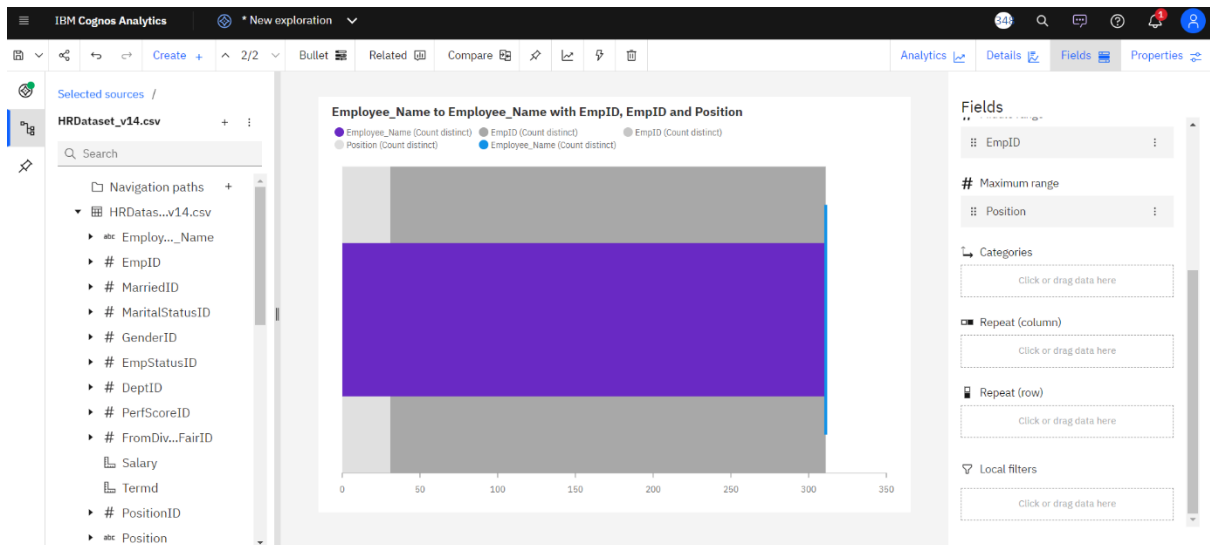 IBM Cognos Analytics
* New exploration
1
Create +
2/2
Bullet
Related
Compare
Analytics
Details
Fields
Properties
Selected sources /
HRDataset_v14.csv
Search
Navigation paths
HRDatas...v14.csv
Employ..._Name
# EmpID
# MarriedID
# MaritalStatusID
# GenderID
# EmpStatusID
# DeptID
# PerfScoreID
# FromDiv...FairID
Salary
Termd
# PositionID
abc Position
Employee_Name to Employee_Name with EmpID, EmpID and Position
Employee_Name (Count distinct) EmpID (Count distinct) EmpID (Count distinct)
Position (Count distinct) Employee_Name (Count distinct)
0 50 100 150 200 250 300 350
Fields
EmpID
# Maximum range
Position
Categories
Click or drag data here
Repeat (column)
Click or drag data here
Repeat (row)
Click or drag data here
Local filters
Click or drag data here